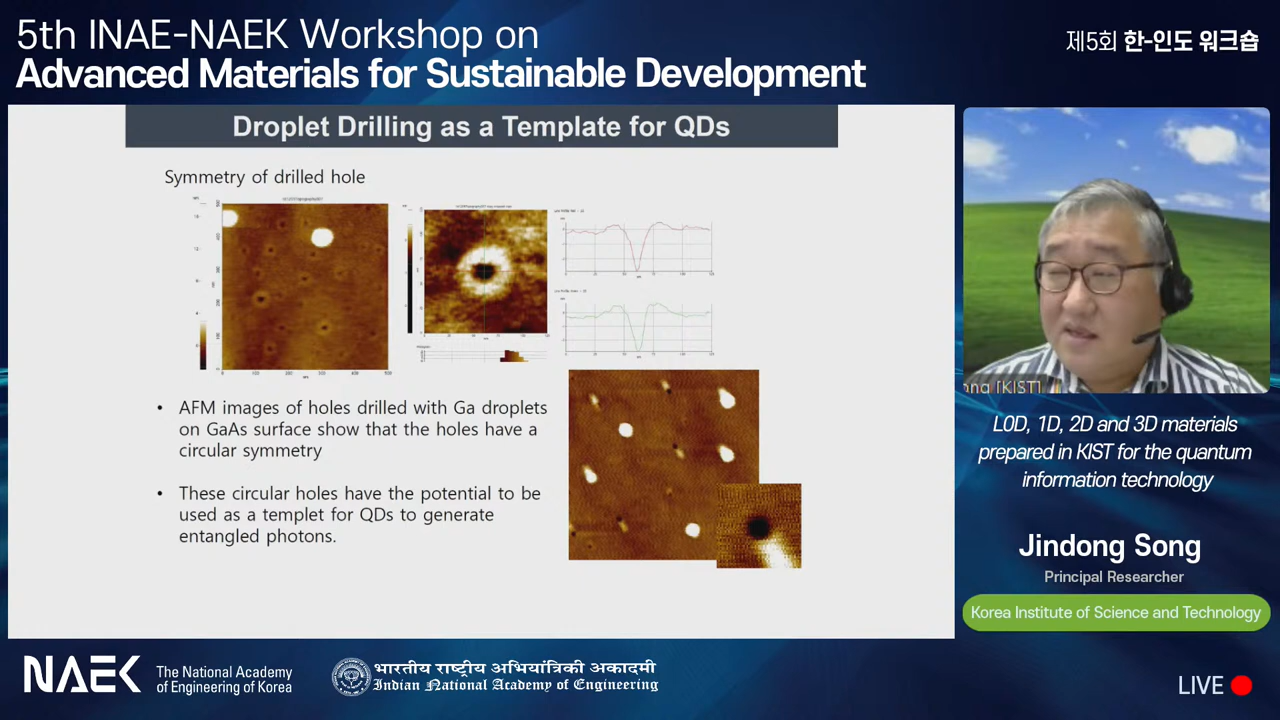 5th INAE-NAEK Workshop on
Advanced Materials for Sustainable Development
제5회 한-인도 워크숍
Droplet Drilling as a Template for QDs
Symmetry of drilled hole
• AFM images of holes drilled with Ga droplets
on GaAs surface show that the holes have a
circular symmetry
• These circular holes have the potential to be
used as a templet for QDs to generate
entangled photons.
[KIST]
L0D, 1D, 2D and 3D materials
prepared in KIST for the quantum
information technology
Jindong Song
Principal Researcher
Korea Institute of Science and Technology
NAEK
The National Academy
of Engineering of Korea
भारतीय राष्ट्रीय अभियांत्रिकी अकादमी
Indian National Academy of Engineering
LIVE